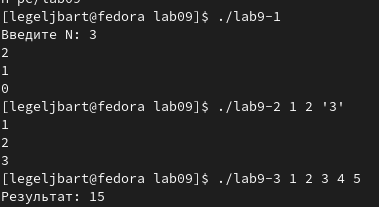 [legeljbart@fedora lab09]$ ./lab9-1
Введите N: 3
2
1
0
[legeljbart@fedora lab09]$ ./lab9-2 1 2 '3'
1
2
3
[legeljbart@fedora lab09]$ ./lab9-3 1 2 3 4 5
Результат: 15